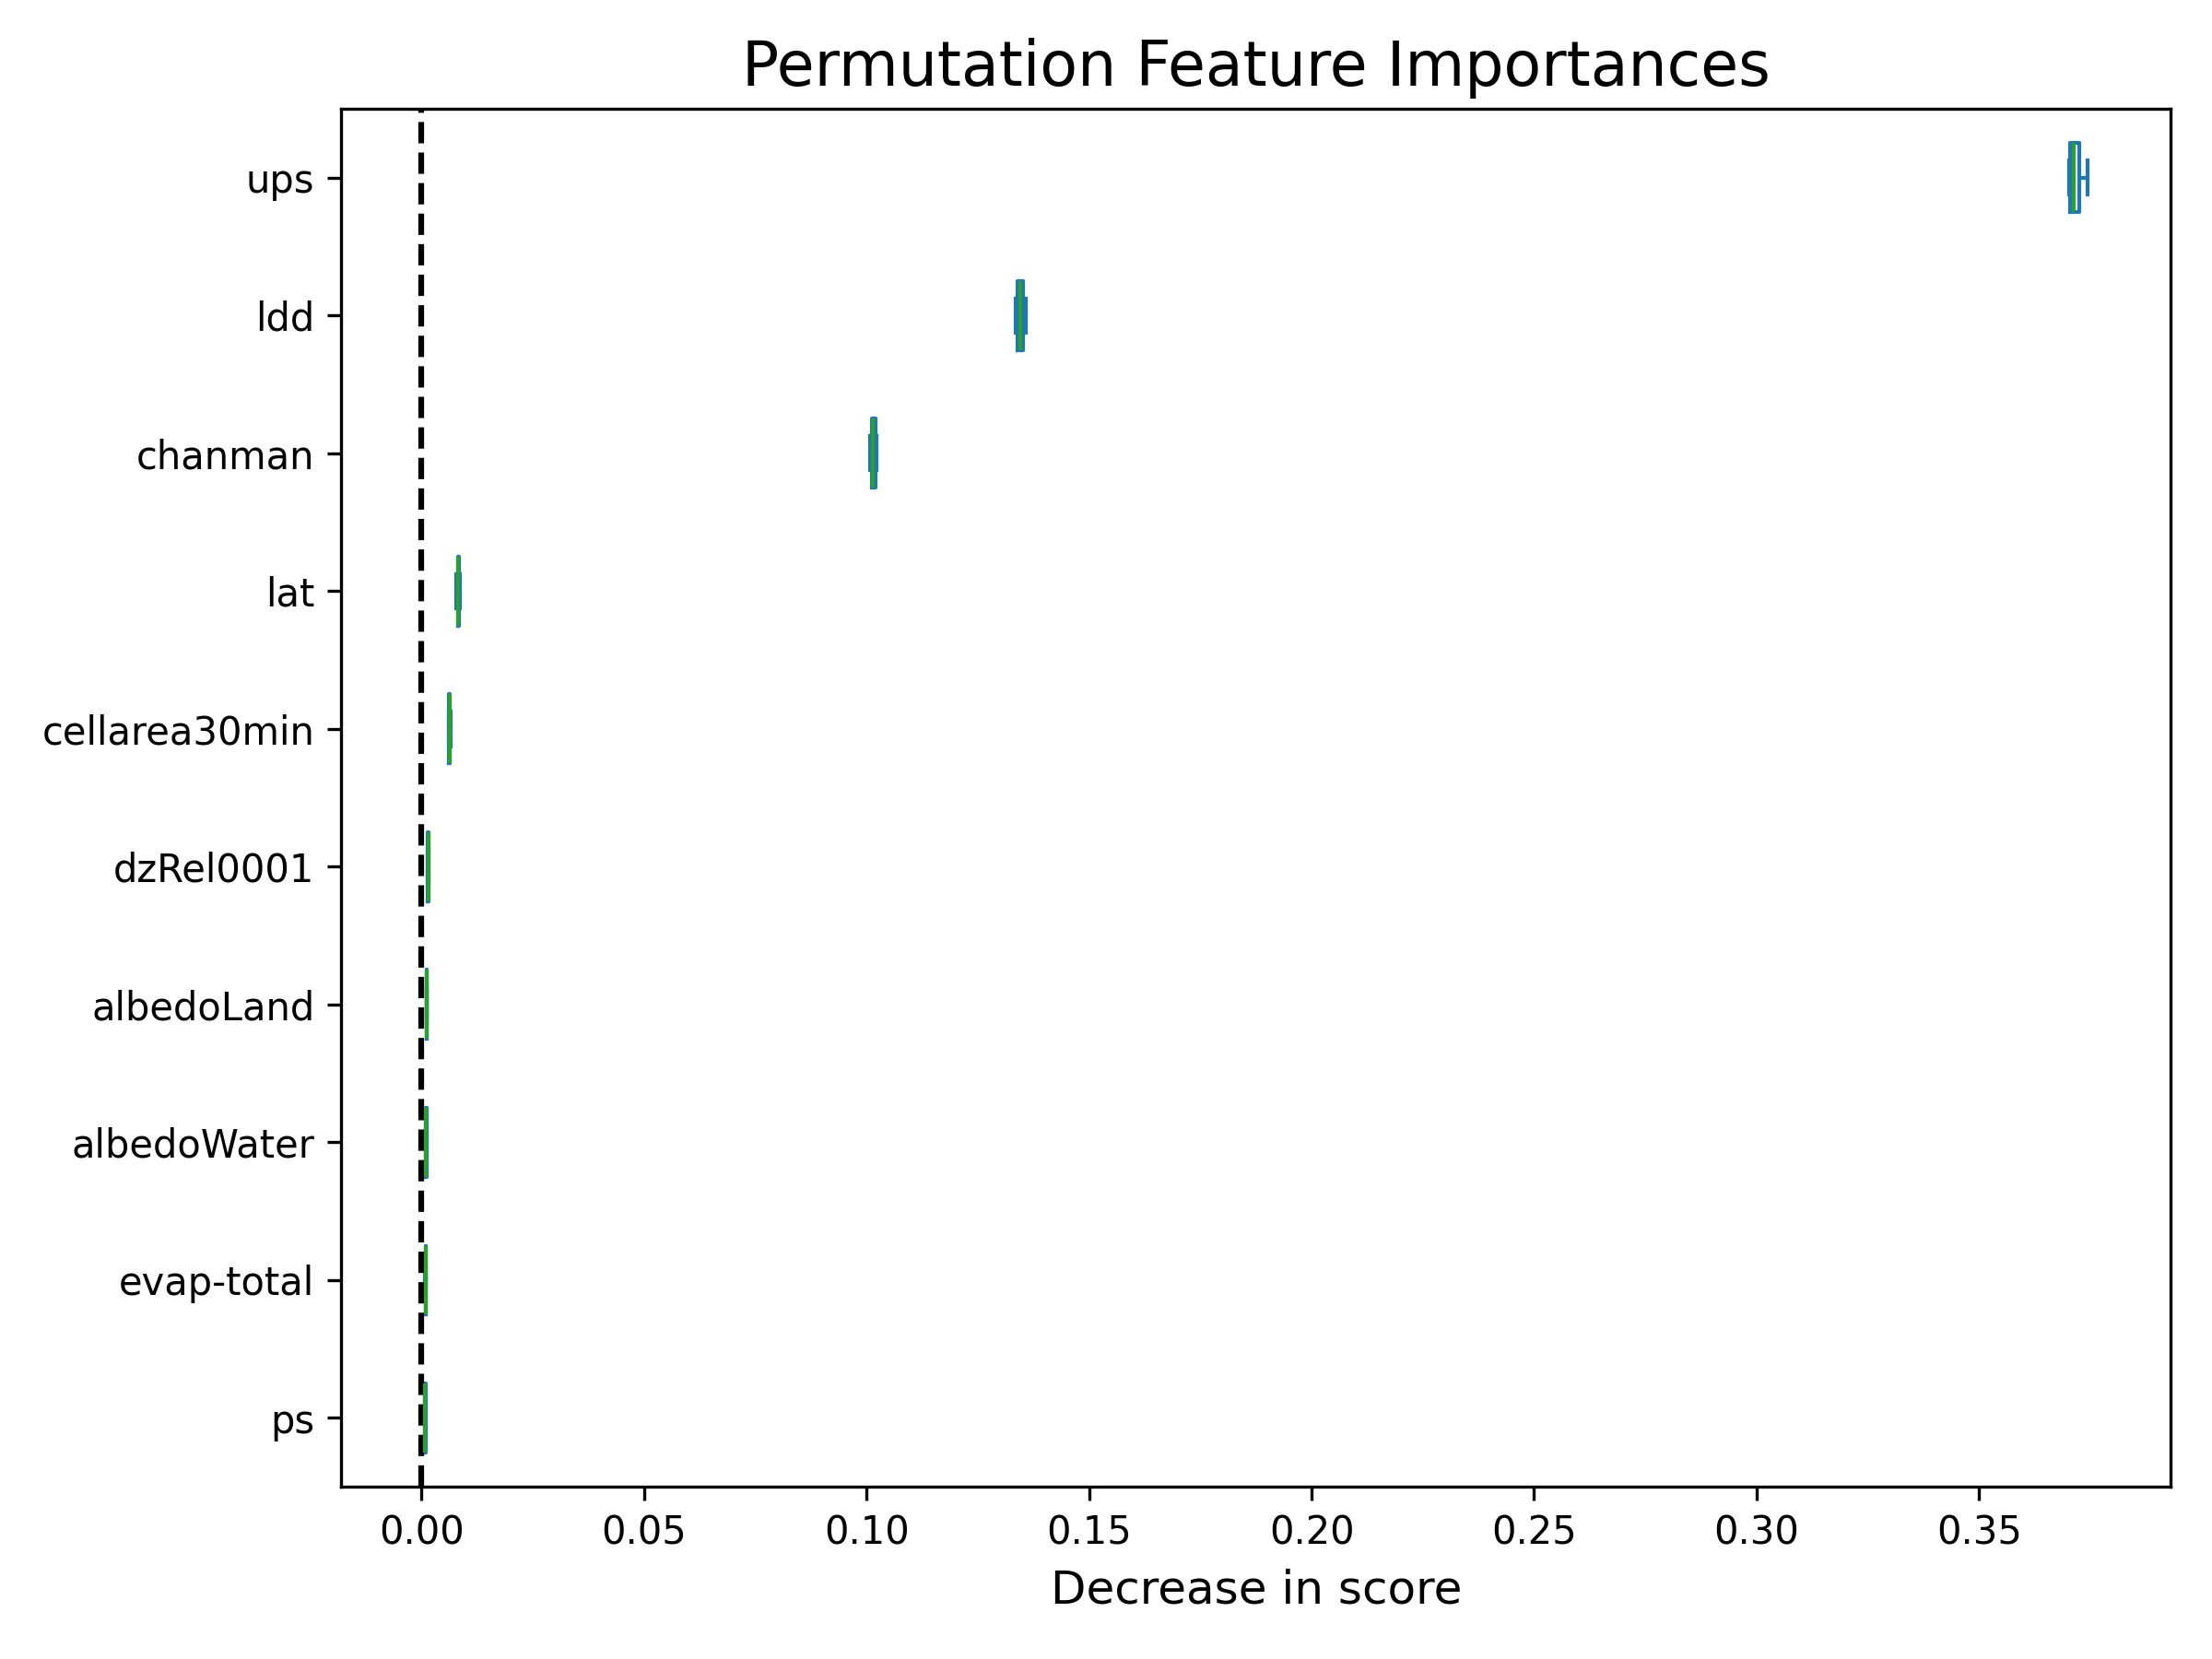 Permutation Feature Importances
ups
ldd
chanman
lat
cellarea30min
dzRel0001
albedoLand
albedoWater
evap-total
ps
0.00 0.05 0.10 0.15 0.20 0.25 0.30 0.35
Decrease in score